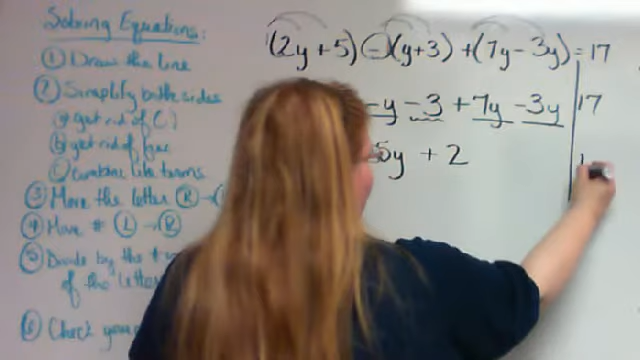 Solving Equations:
① Draw the line
② Simplify both sides
ⓐ get rid of ( )
ⓑ get rid of frac
ⓒ combine like terms
③ Move the letter Ⓡ→
④ Move # Ⓛ→Ⓡ
⑤ Divide by the #
of the letter
⑥ Check your
(2y+5)-(y+3)+(7y-3y)=17
-y-3+7y-3y 17
5y+2